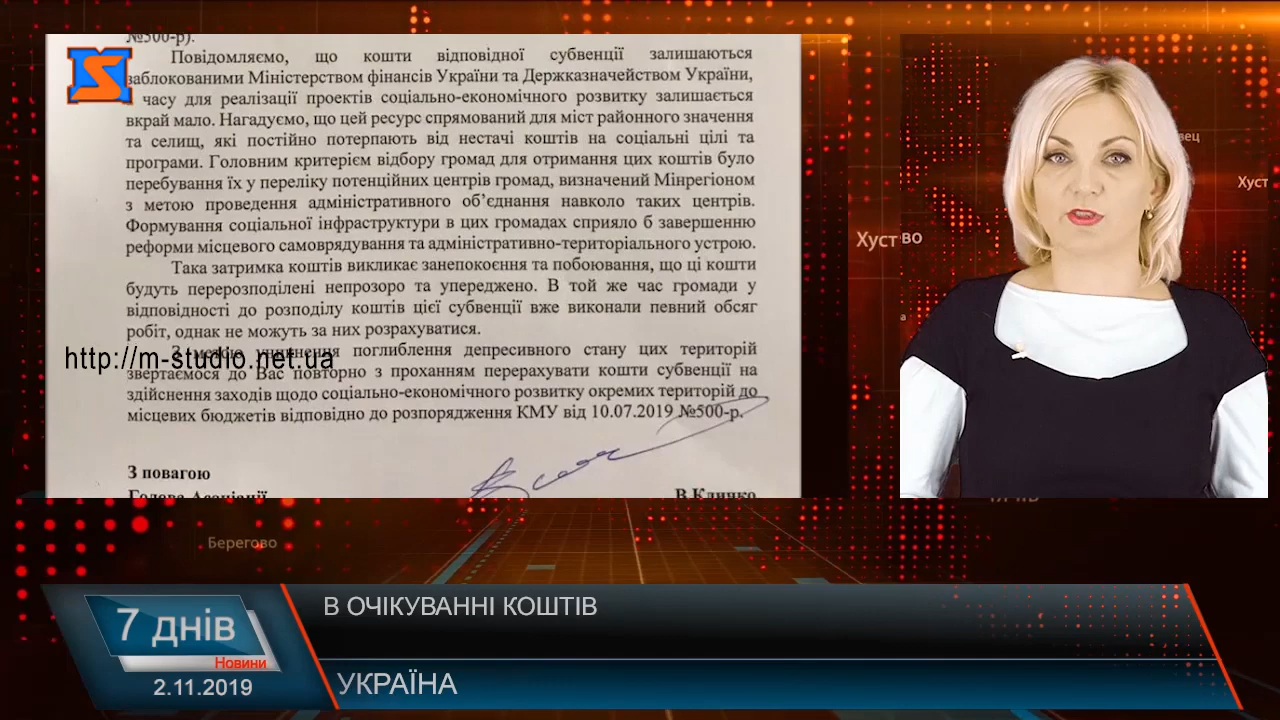 №500-р).
Повідомляємо, що кошти відповідної субвенції залишаються
заблокованими Міністерством фінансів України та Держказначейством України,
часу для реалізації проектів соціально-економічного розвитку залишається
вкрай мало. Нагадуємо, що цей ресурс спрямований для міст районного значення
та селищ, які постійно потерпають від нестачі коштів на соціальні цілі та
програми. Головним критерієм відбору громад для отримання цих коштів було
перебування їх у переліку потенційних центрів громад, визначений Мінрегіоном
з метою проведення адміністративного об’єднання навколо таких центрів.
Формування соціальної інфраструктури в цих громадах сприяло б завершенню
реформи місцевого самоврядування та адміністративно-територіального устрою.
Така затримка коштів викликає занепокоєння та побоювання, що ці кошти
будуть перерозподілені непрозоро та упереджено. В той же час громади у
відповідності до розподілу коштів цієї субвенції вже виконали певний обсяг
робіт, однак не можуть за них розрахуватися.
З метою уникнення поглиблення депресивного стану цих територій
http://m-studio.net.ua
звертаємося до Вас повторно з проханням перерахувати кошти субвенції на
здійснення заходів щодо соціально-економічного розвитку окремих територій до
місцевих бюджетів відповідно до розпорядження КМУ від 10.07.2019 №500-р.
З повагою
Голова Асоціації В.Кличко
Хуст
во
вец
Хуст
Берегово
7 днів
Новини
2.11.2019
В ОЧІКУВАННІ КОШТІВ
УКРАЇНА